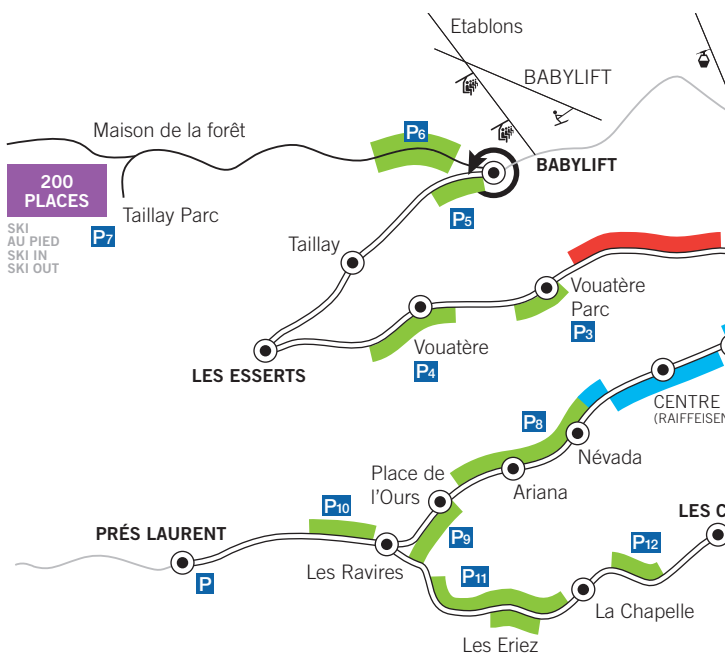 Etablons
BABYLIFT
Maison de la forêt
P6
BABYLIFT
200
PLACES
Taillay Parc
P7
P5
SKI
AU PIED
SKI IN
SKI OUT
Taillay
Vouatère
Parc
P3
Vouatère
P4
LES ESSERTS
CENTRE
(RAIFFEISEN
P8
Névada
Place de
l'Ours
Ariana
P10
P9
PRÉS LAURENT
LES C
P12
Les Ravires
P11
P
La Chapelle
Les Eriez